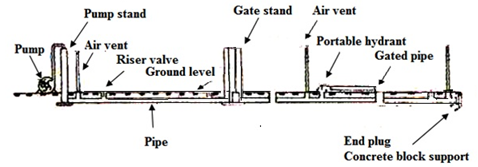 Pump stand
Gate stand
Air vent
Pump
Air vent
Portable hydrant
Riser valve
Gated pipe
Ground level
Pipe
End plug
Concrete block support